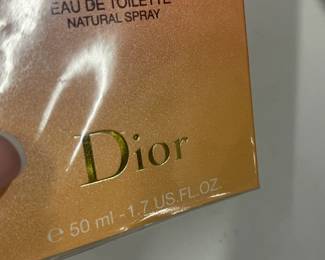 EAU DE TOILETTE
NATURAL SPRAY
Dior
e 50 ml - 1.7 US.FL.OZ.